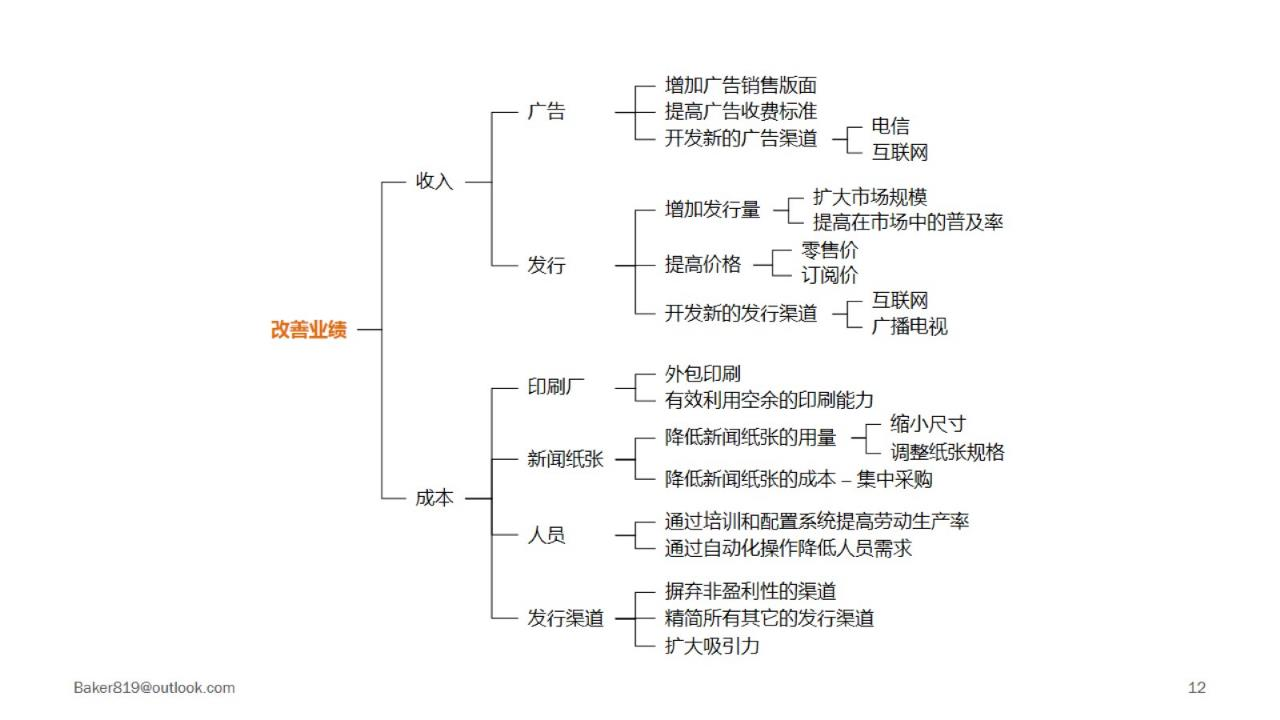 改善业绩
收入
广告
增加广告销售版面
提高广告收费标准
开发新的广告渠道
电信
互联网
发行
增加发行量
扩大市场规模
提高在市场中的普及率
提高价格
零售价
订阅价
开发新的发行渠道
互联网
广播电视
成本
印刷厂
外包印刷
有效利用空余的印刷能力
新闻纸张
降低新闻纸张的用量
缩小尺寸
调整纸张规格
降低新闻纸张的成本 – 集中采购
人员
通过培训和配置系统提高劳动生产率
通过自动化操作降低人员需求
发行渠道
摒弃非盈利性的渠道
精简所有其它的发行渠道
扩大吸引力
Baker819@outlook.com
12